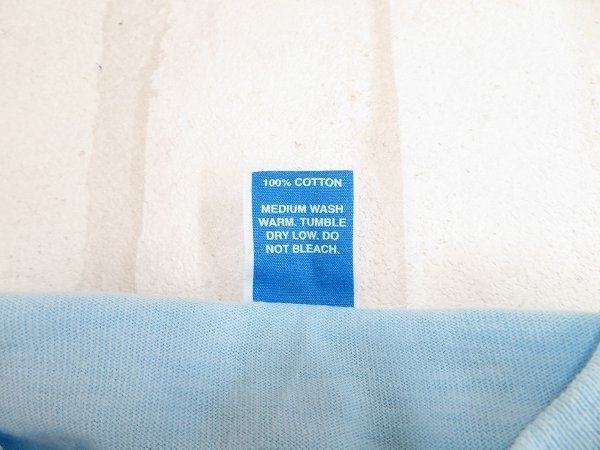 100% COTTON
MEDIUM WASH
WARM. TUMBLE
DRY LOW. DO
NOT BLEACH.